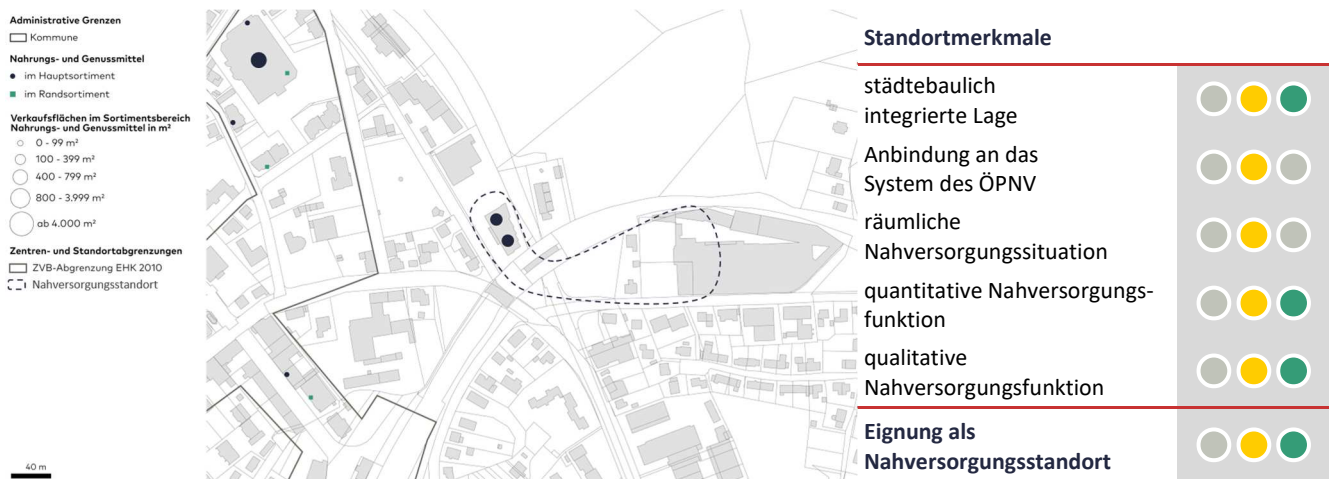 Administrative Grenzen
Kommune
Nahrungs- und Genussmittel
im Hauptsortiment
im Randsortiment
Verkaufsflächen im Sortimentsbereich
Nahrungs- und Genussmittel in m²
0 - 99 m²
100 - 399 m²
400 - 799 m²
800 - 3.999 m²
ab 4.000 m²
Zentren- und Standortabgrenzungen
ZVB-Abgrenzung EHK 2010
Nahversorgungsstandort
40 m
Standortmerkmale
städtebaulich
integrierte Lage
Anbindung an das
System des ÖPNV
räumliche
Nahversorgungssituation
quantitative Nahversorgungs-
funktion
qualitative
Nahversorgungsfunktion
Eignung als
Nahversorgungsstandort